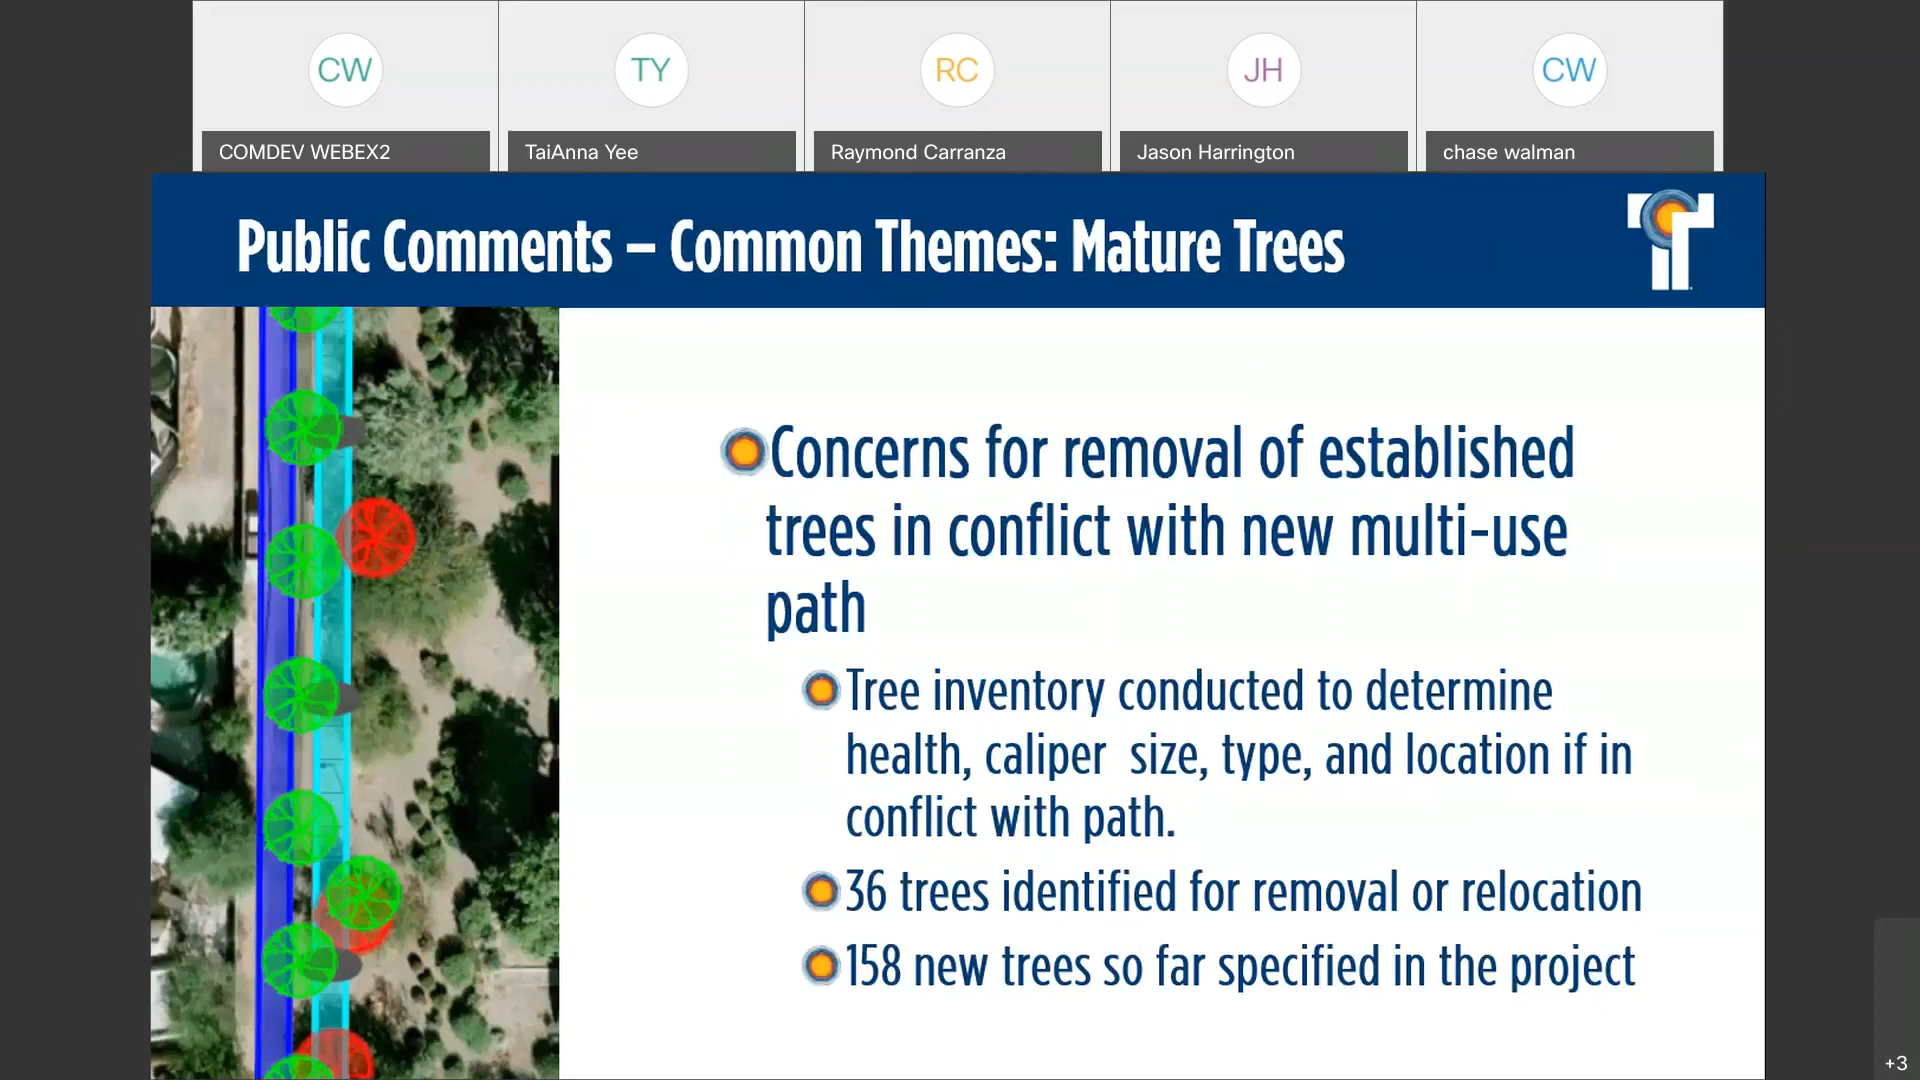 CW
TY
RC
JH
CW
COMDEV WEBEX2
TaiAnna Yee
Raymond Carranza
Jason Harrington
chase walman
Public Comments – Common Themes: Mature Trees
Concerns for removal of established
trees in conflict with new multi-use
path
Tree inventory conducted to determine
health, caliper  size, type, and location if in
conflict with path.
36 trees identified for removal or relocation
158 new trees so far specified in the project
+3